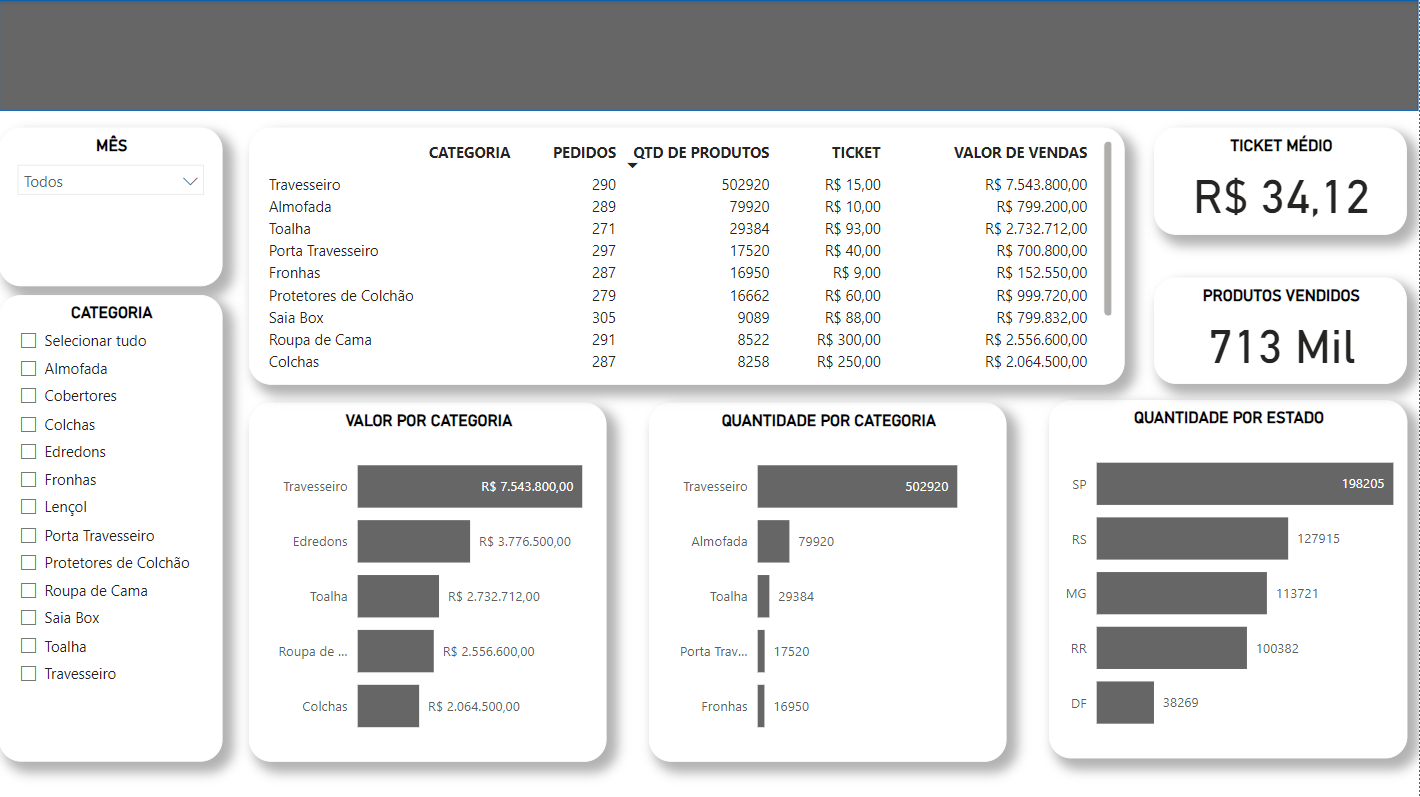 MÊS
Todos
CATEGORIA
Selecionar tudo
Almofada
Cobertores
Colchas
Edredons
Fronhas
Lençol
Porta Travesseiro
Protetores de Colchão
Roupa de Cama
Saia Box
Toalha
Travesseiro
CATEGORIA PEDIDOS QTD DE PRODUTOS TICKET VALOR DE VENDAS
Travesseiro 290 502920 R$ 15,00 R$ 7.543.800,00
Almofada 289 79920 R$ 10,00 R$ 799.200,00
Toalha 271 29384 R$ 93,00 R$ 2.732.712,00
Porta Travesseiro 297 17520 R$ 40,00 R$ 700.800,00
Fronhas 287 16950 R$ 9,00 R$ 152.550,00
Protetores de Colchão 279 16662 R$ 60,00 R$ 999.720,00
Saia Box 305 9089 R$ 88,00 R$ 799.832,00
Roupa de Cama 291 8522 R$ 300,00 R$ 2.556.600,00
Colchas 287 8258 R$ 250,00 R$ 2.064.500,00
TICKET MÉDIO
R$ 34,12
PRODUTOS VENDIDOS
713 Mil
VALOR POR CATEGORIA
Travesseiro R$ 7.543.800,00
Edredons R$ 3.776.500,00
Toalha R$ 2.732.712,00
Roupa de ... R$ 2.556.600,00
Colchas R$ 2.064.500,00
QUANTIDADE POR CATEGORIA
Travesseiro 502920
Almofada 79920
Toalha 29384
Porta Trav... 17520
Fronhas 16950
QUANTIDADE POR ESTADO
SP 198205
RS 127915
MG 113721
RR 100382
DF 38269